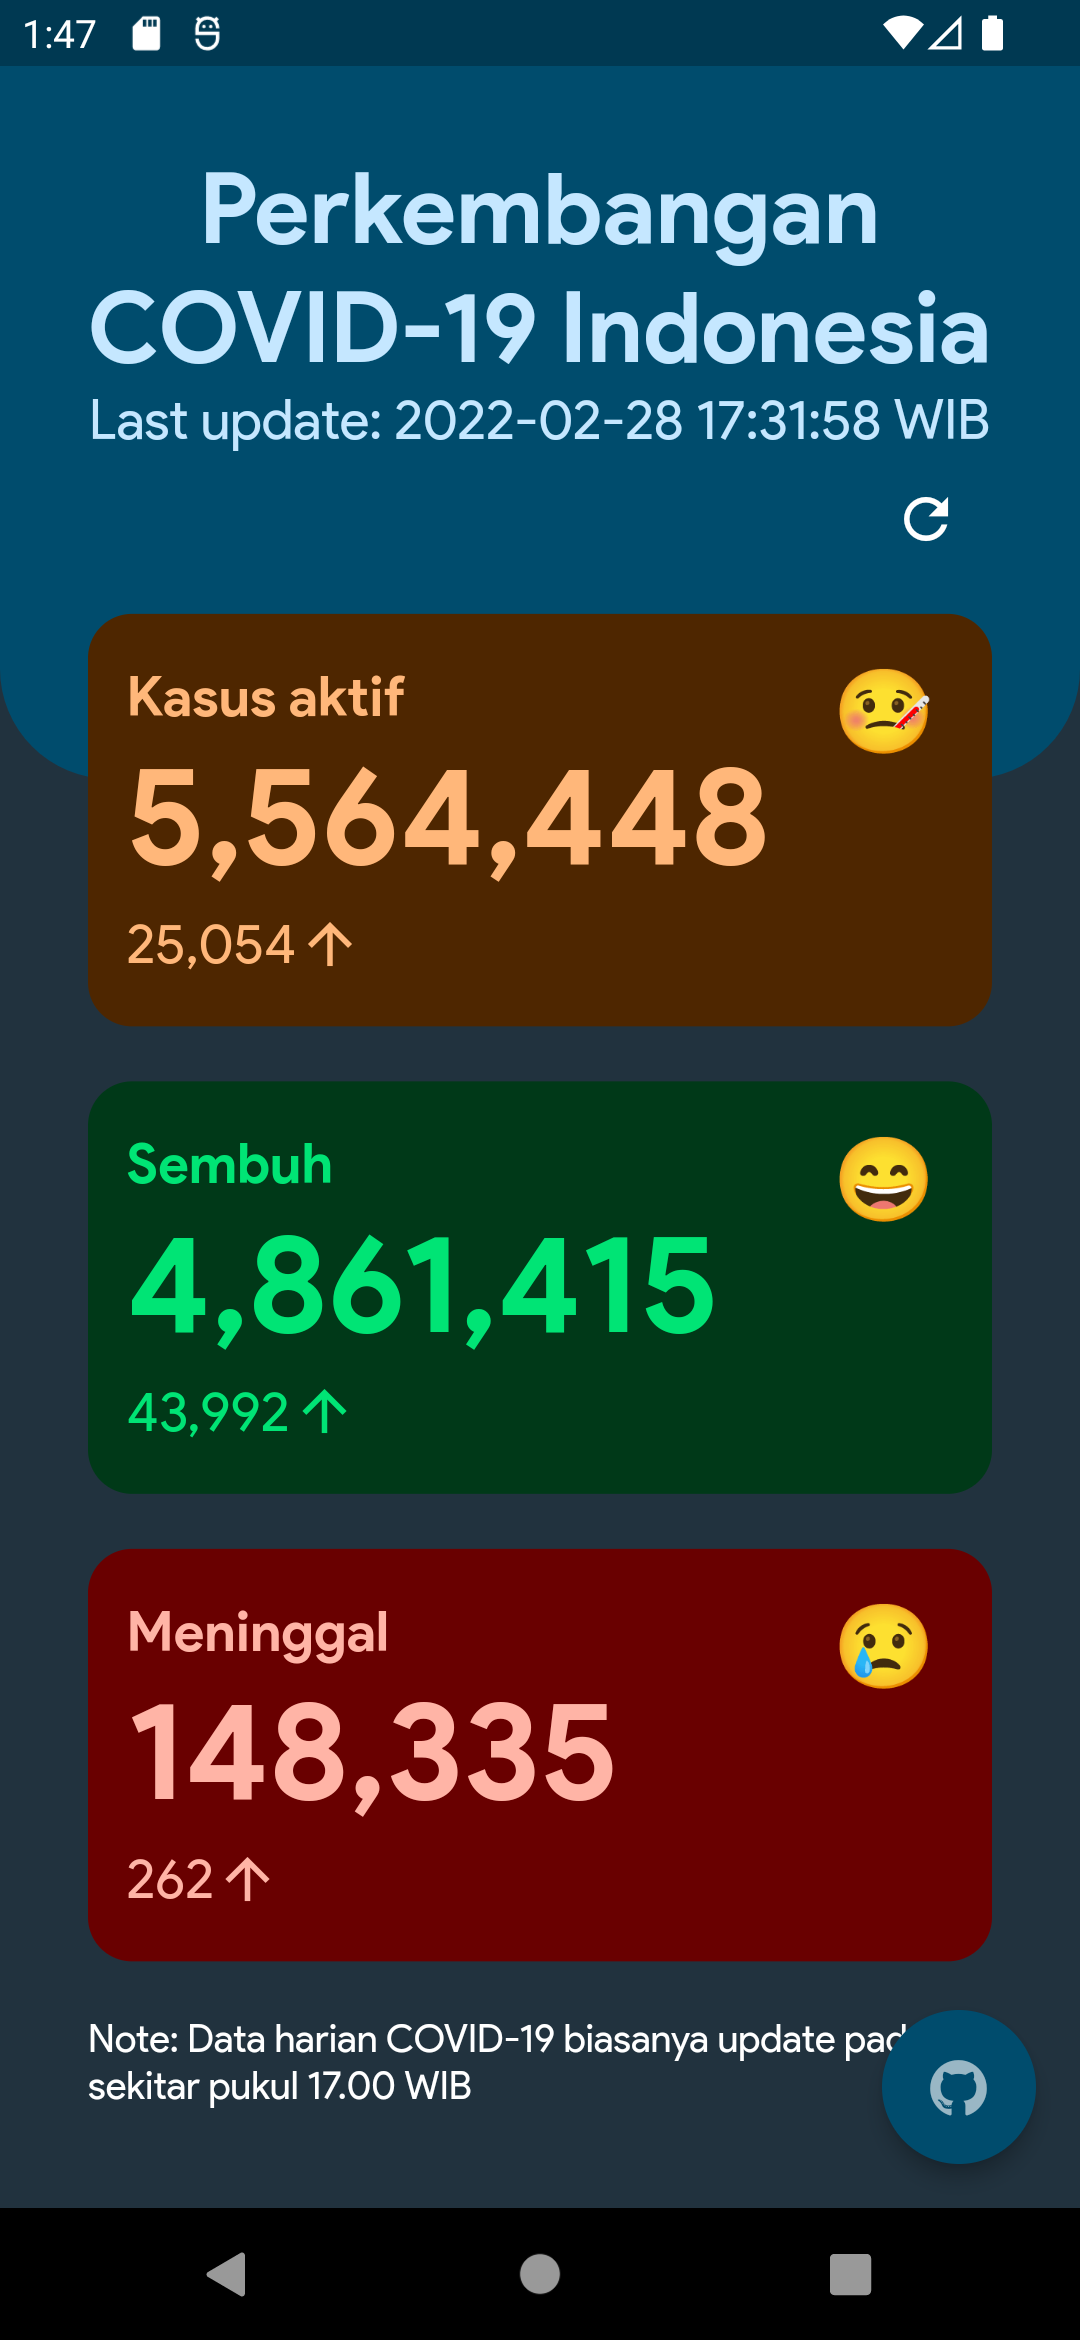 1:47
Perkembangan
COVID-19 Indonesia
Last update: 2022-02-28 17:31:58 WIB
Kasus aktif
5,564,448
25,054
Sembuh
4,861,415
43,992
Meninggal
148,335
262
Note: Data harian COVID-19 biasanya update
sekitar pukul 17.00 WIB